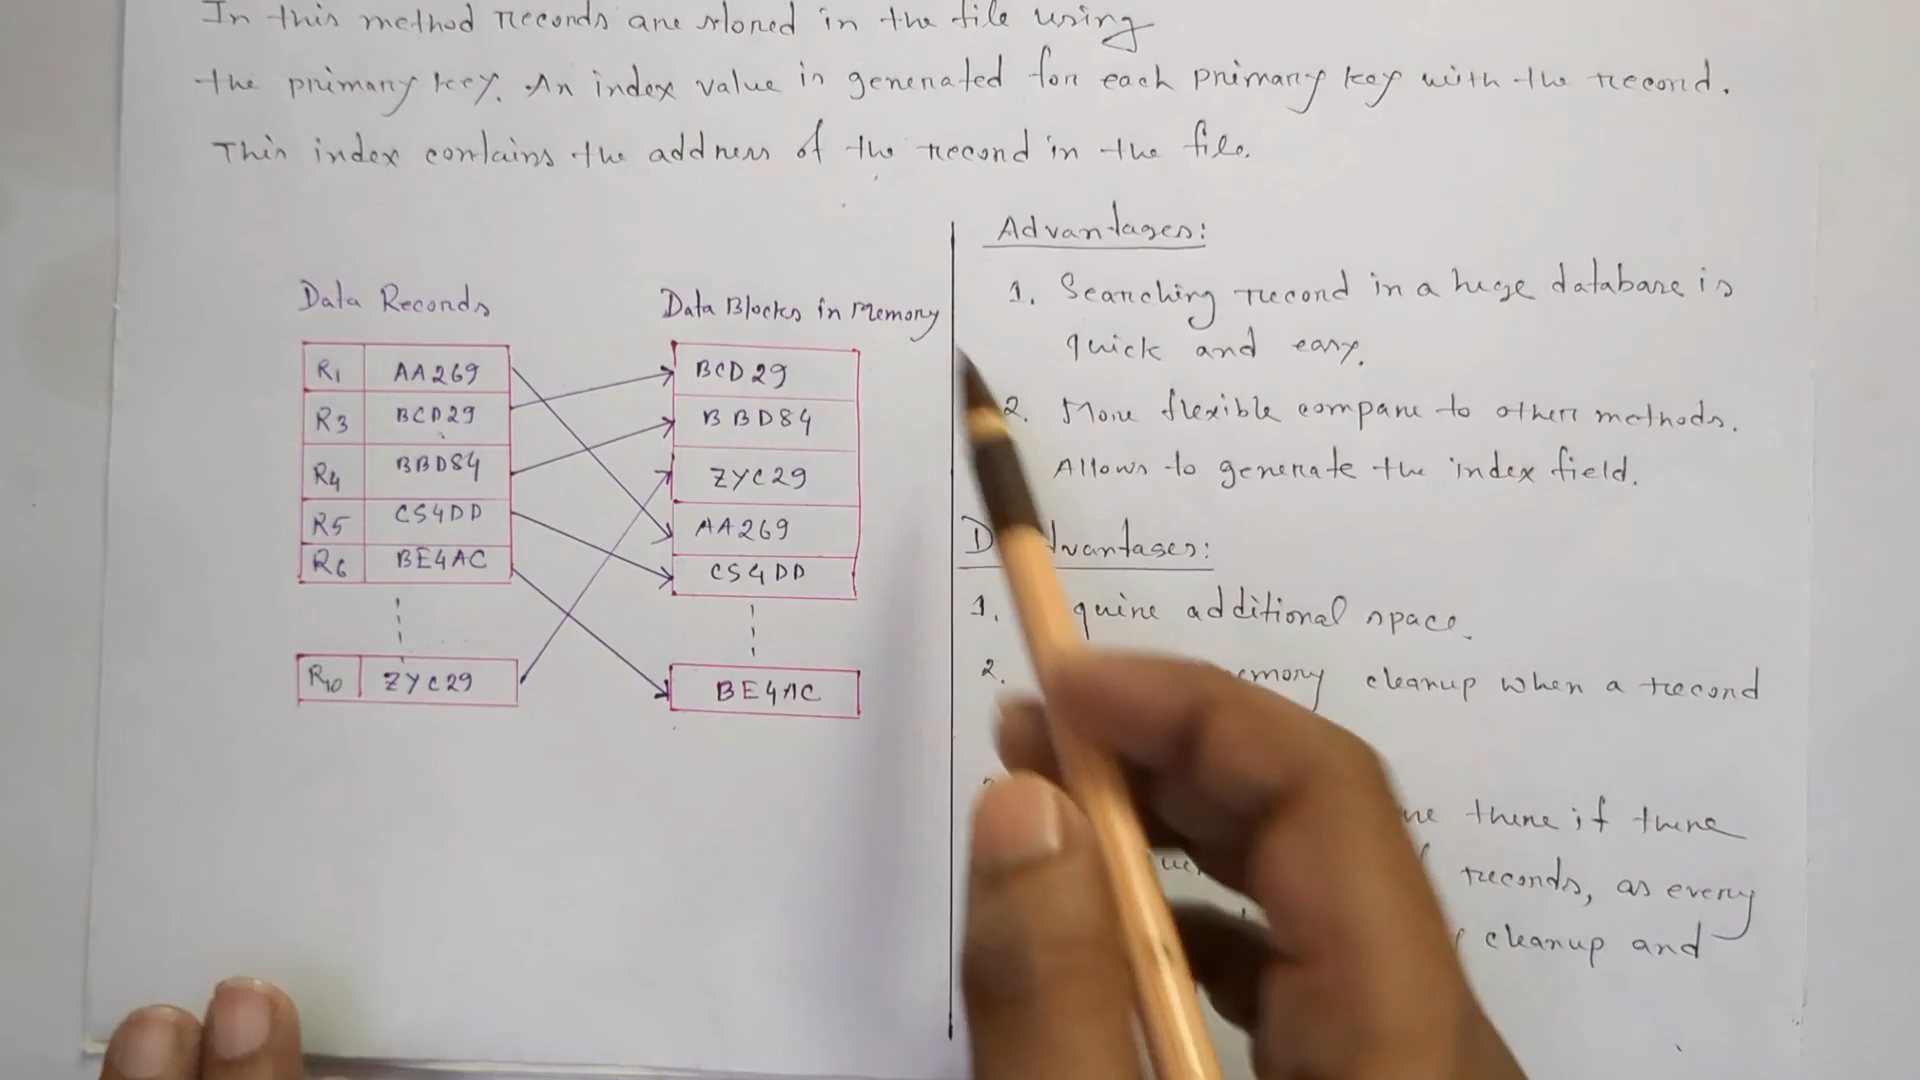 In this method records are stored in the file using
the primary key. An index value is generated for each primary key with the record.
This index contains the address of the record in the file.
Data Records
R1 AA269
R3 BCD29
R4 BBD84
R5 CS4DD
R6 BE4AC
R10 ZYC29
Data Blocks in Memory
BCD29
BBD84
ZYC29
AA269
CS4DD
BE4AC
Advantages:
1. Searching record in a huge database is
quick and easy.
2. More flexible compare to other methods.
Allows to generate the index field.
1. additional space.
2. cleanup when a record
there if there
records, as every
cleanup and